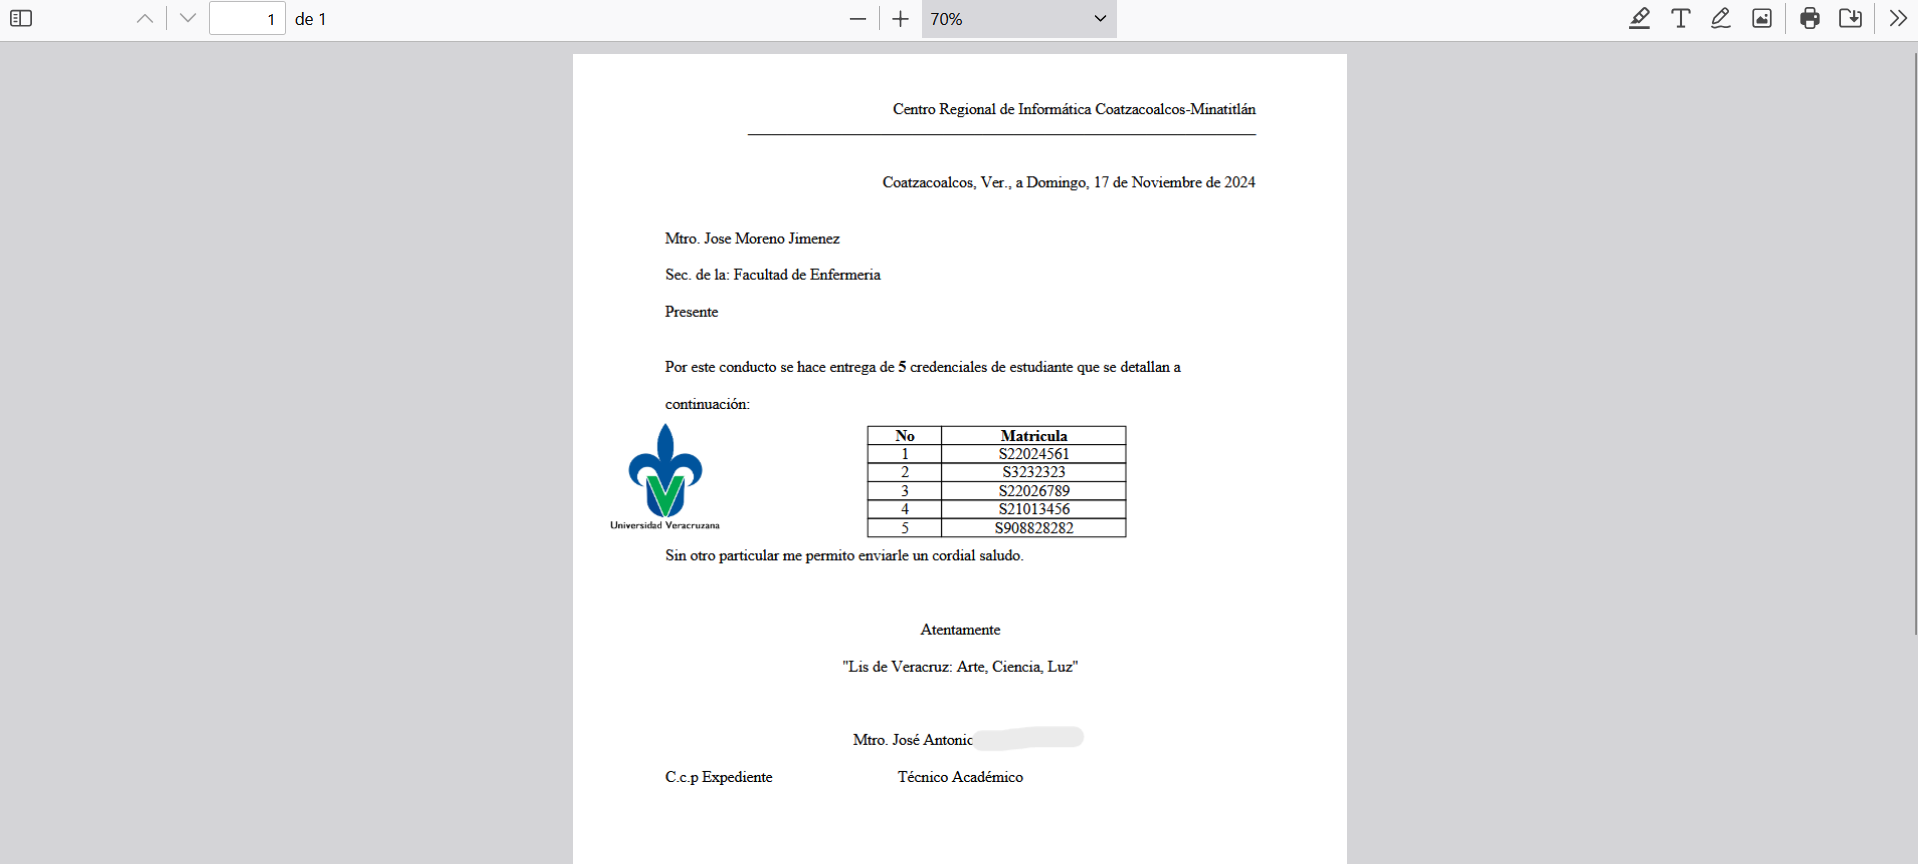 1 de 1
70%
Centro Regional de Informática Coatzacoalcos-Minatitlán
Coatzacoalcos, Ver., a Domingo, 17 de Noviembre de 2024
Mtro. Jose Moreno Jimenez
Sec. de la: Facultad de Enfermeria
Presente
Por este conducto se hace entrega de 5 credenciales de estudiante que se detallan a
continuación:
No Matricula
1 S22024561
2 S3232323
3 S22026789
4 S21013456
5 S908828282
Universidad Veracruzana
Sin otro particular me permito enviarle un cordial saludo.
Atentamente
"Lis de Veracruz: Arte, Ciencia, Luz"
Mtro. José Antonio
C.c.p Expediente Técnico Académico